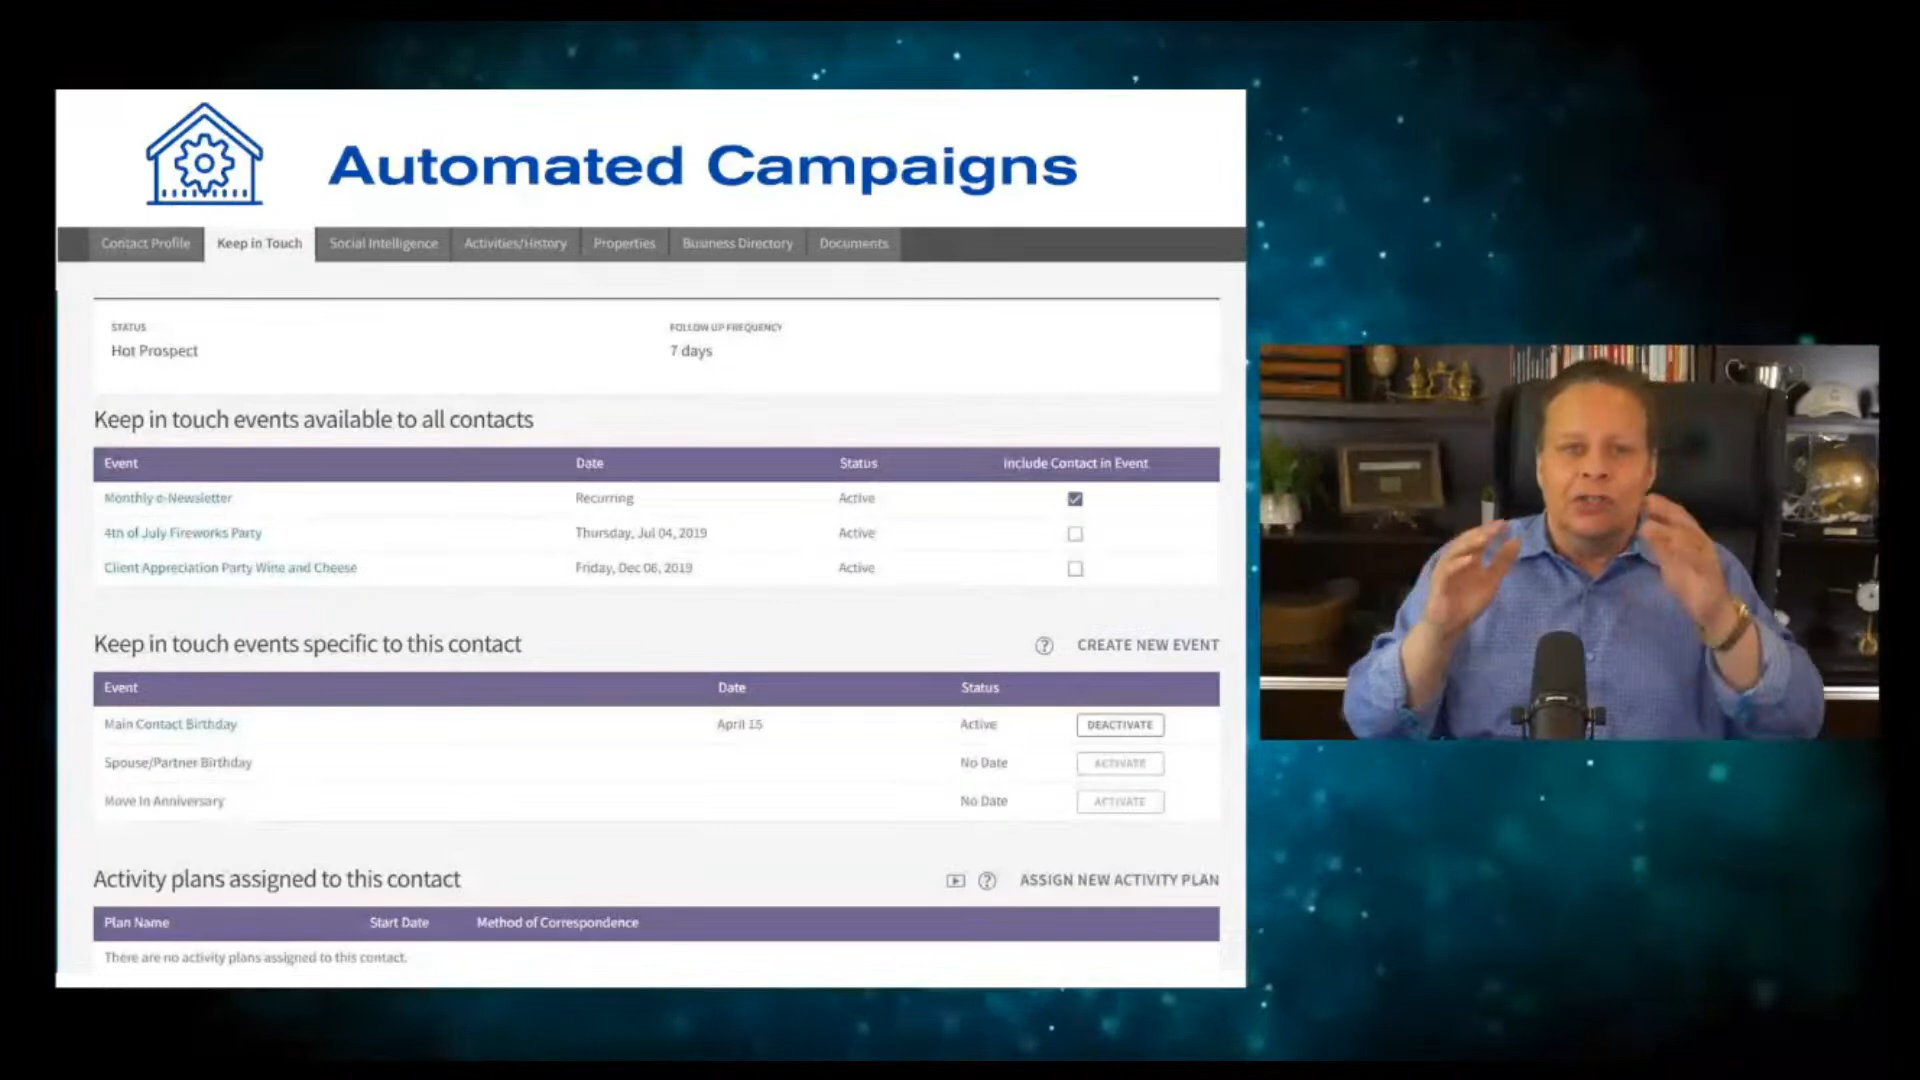 Automated Campaigns
Contact Profile Keep in Touch Social Intelligence Activities/History Properties Business Directory Documents
STATUS FOLLOW UP FREQUENCY
Hot Prospect 7 days
Keep in touch events available to all contacts
Event Date Status Include Contact in Event
Monthly e-Newsletter Recurring Active
4th of July Fireworks Party Thursday, Jul 04, 2019 Active
Client Appreciation Party Wine and Cheese Friday, Dec 06, 2019 Active
Keep in touch events specific to this contact ? CREATE NEW EVENT
Event Date Status
Main Contact Birthday April 15 Active DEACTIVATE
Spouse/Partner Birthday No Date ACTIVATE
Move In Anniversary No Date ACTIVATE
Activity plans assigned to this contact ? ASSIGN NEW ACTIVITY PLAN
Plan Name Start Date Method of Correspondence
There are no activity plans assigned to this contact.